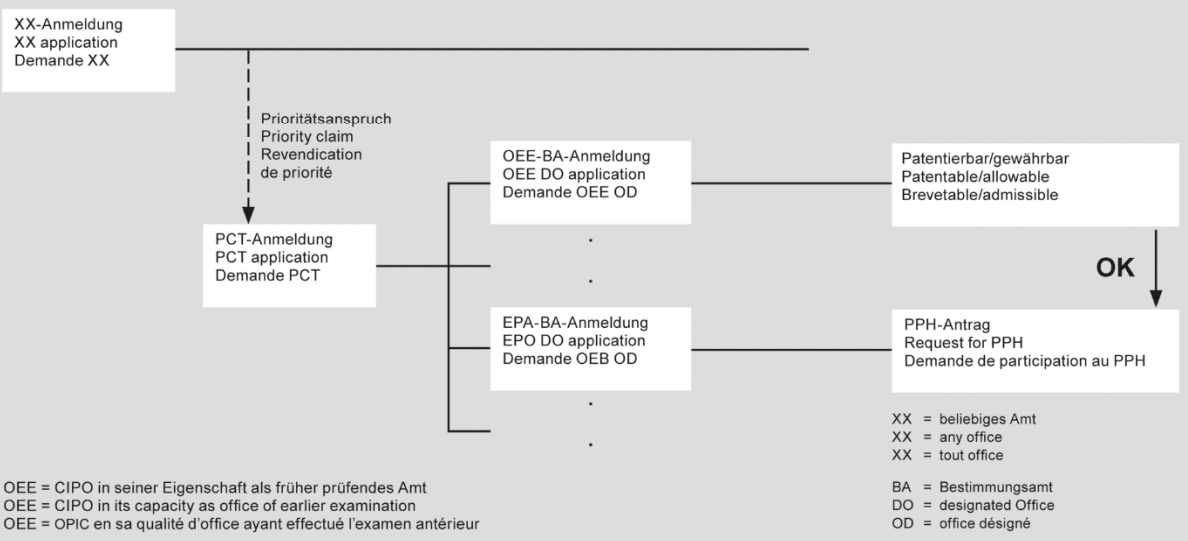 XX-Anmeldung
XX application
Demande XX
Prioritätsanspruch
Priority claim
Revendication
de priorité
OEE-BA-Anmeldung
OEE DO application
Demande OEE OD
Patentierbar/gewährbar
Patentable/allowable
Brevetable/admissible
PCT-Anmeldung
PCT application
Demande PCT
OK
EPA-BA-Anmeldung
EPO DO application
Demande OEB OD
PPH-Antrag
Request for PPH
Demande de participation au PPH
XX = beliebiges Amt
XX = any office
XX = tout office
BA = Bestimmungsamt
DO = designated Office
OD = office désigné
OEE = CIPO in seiner Eigenschaft als früher prüfendes Amt
OEE = CIPO in its capacity as office of earlier examination
OEE = OPIC en sa qualité d'office ayant effectué l'examen antérieur